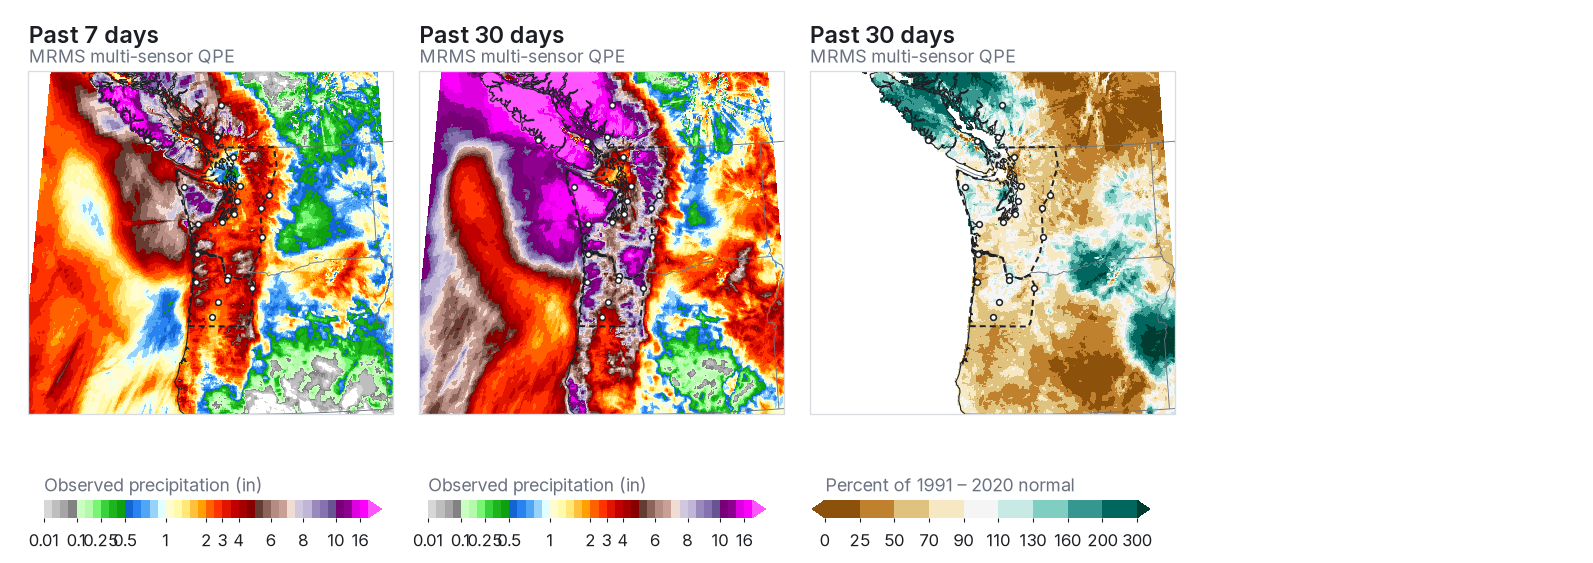 Past 7 days
MRMS multi-sensor QPE
Past 30 days
MRMS multi-sensor QPE
Past 30 days
MRMS multi-sensor QPE
Observed precipitation (in)
0.01 0.1 0.25 0.5 1 2 3 4 6 8 10 16
Observed precipitation (in)
0.01 0.1 0.25 0.5 1 2 3 4 6 8 10 16
Percent of 1991 – 2020 normal
0 25 50 70 90 110 130 160 200 300